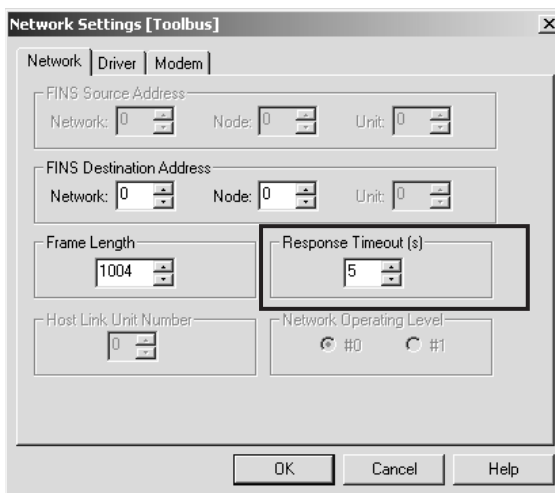 Network Settings [Toolbus]
Network Driver Modem
FINS Source Address
Network: 0 Node: 0 Unit: 0
FINS Destination Address
Network: 0 Node: 0 Unit: 0
Frame Length Response Timeout (s)
1004 5
Host Link Unit Number Network Operating Level
0 #0 #1
OK Cancel Help